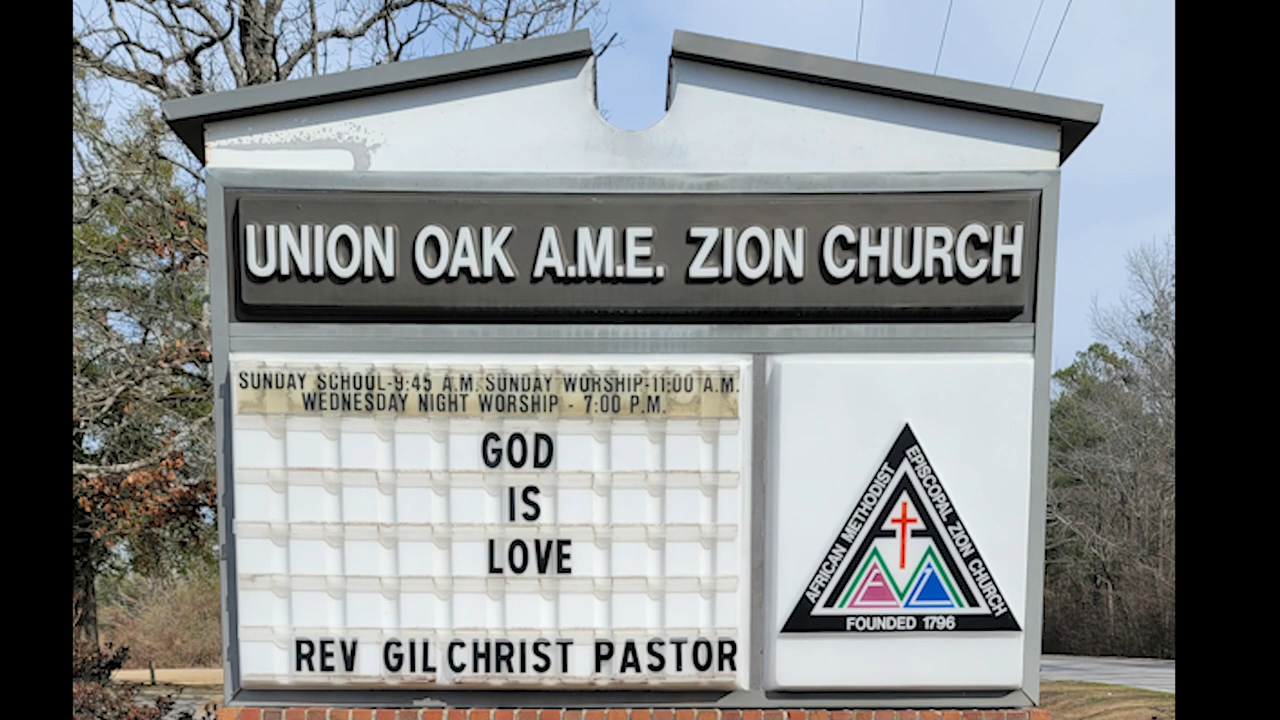 UNION OAK A.M.E. ZION CHURCH
SUNDAY SCHOOL-9:45 A.M. SUNDAY WORSHIP-11:00 A.M.
WEDNESDAY NIGHT WORSHIP - 7:00 P.M.
GOD
IS
LOVE
REV GILCHRIST PASTOR
AFRICAN METHODIST
EPISCOPAL ZION CHURCH
FOUNDED 1796